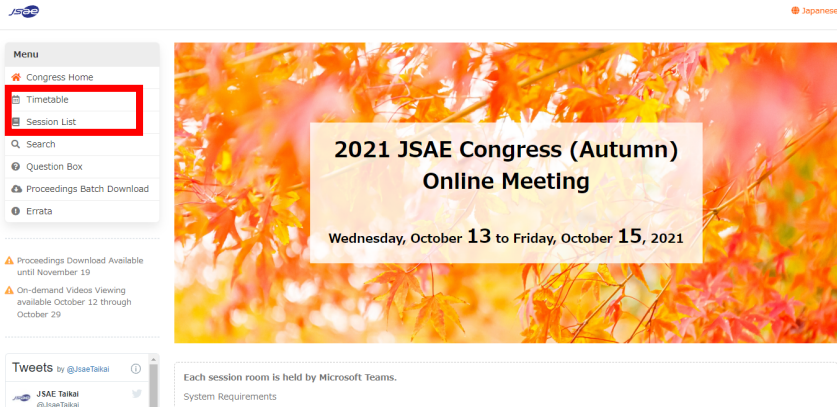 JSAE
Japanese
Menu
Congress Home
Timetable
Session List
Search
Question Box
Proceedings Batch Download
Errata
Proceedings Download Available
until November 19
On-demand Videos Viewing
available October 12 through
October 29
Tweets by @JsaeTaikai
JSAE Taikai
@JsaeTaikai
2021 JSAE Congress (Autumn)
Online Meeting
Wednesday, October 13 to Friday, October 15, 2021
Each session room is held by Microsoft Teams.
System Requirements